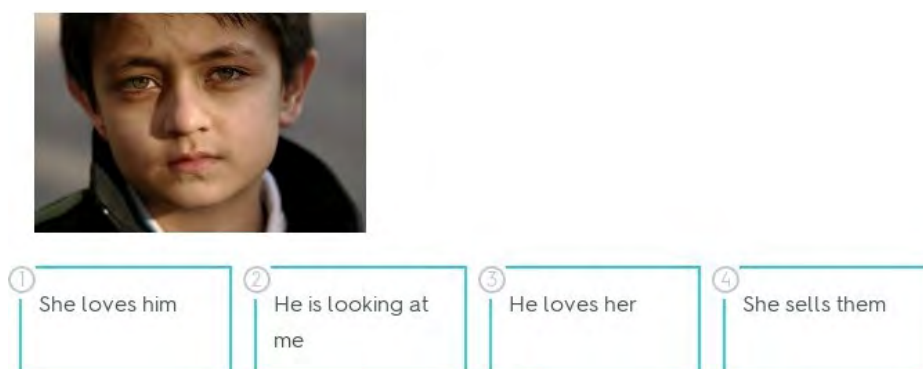 1
She loves him
2
He is looking at
me
3
He loves her
4
She sells them